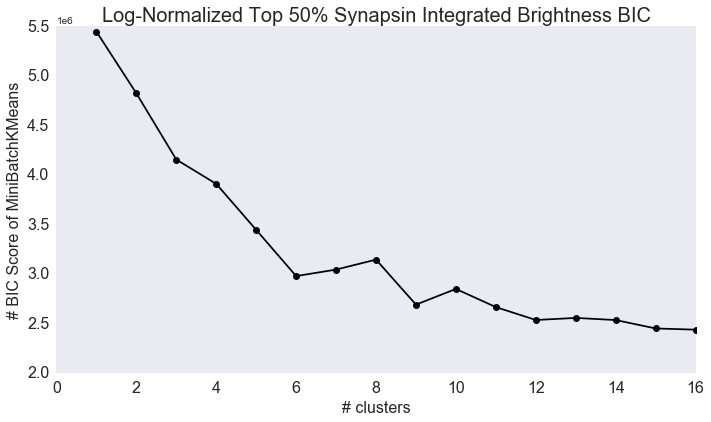 Log-Normalized Top 50% Synapsin Integrated Brightness BIC
1e6
5.5
5.0
4.5
4.0
3.5
3.0
2.5
2.0
# BIC Score of MiniBatchKMeans
0 2 4 6 8 10 12 14 16
# clusters